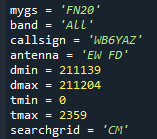 mygs = 'FN20'
band = 'All'
callsign = 'WB6YAZ'
antenna = 'EW FD'
dmin = 211139
dmax = 211204
tmin = 0
tmax = 2359
searchgrid = 'CM'